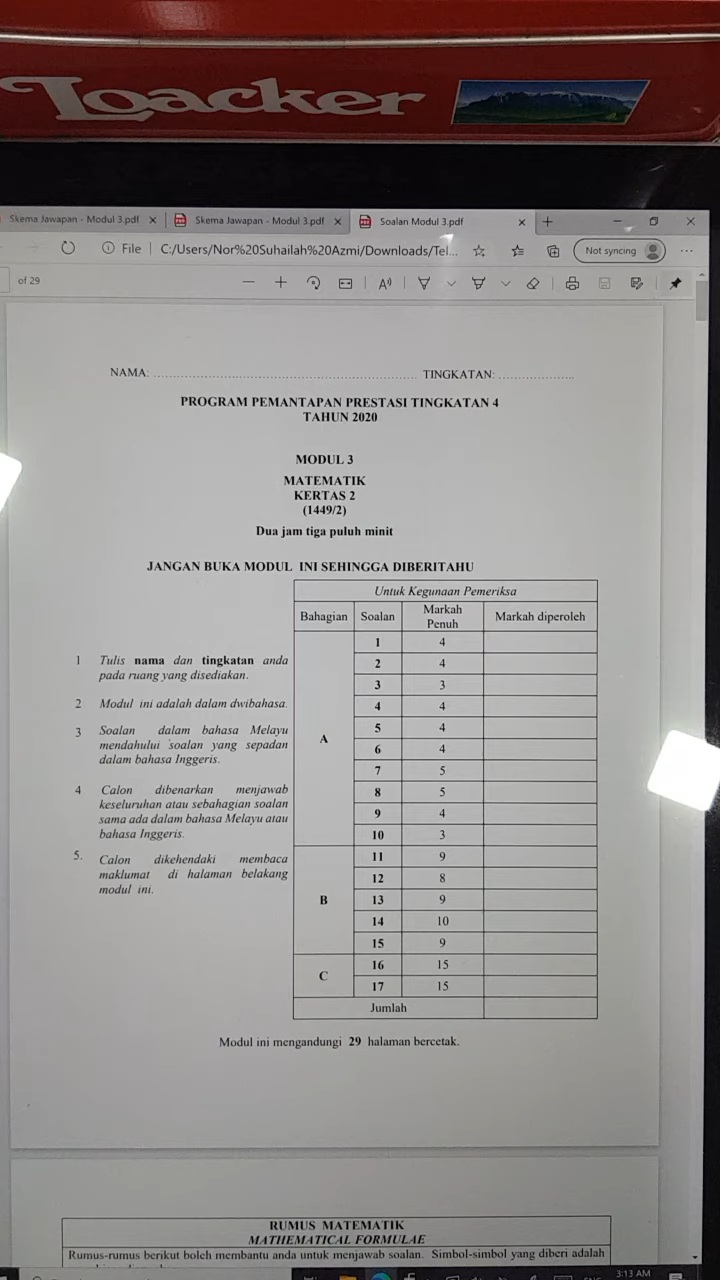 Loacker
Skema Jawapan - Modul 3.pdf
Skema Jawapan - Modul 3.pdf
Soalan Modul 3.pdf
File
C:/Users/Nor%20Suhailah%20Azmi/Downloads/Tel...
Not syncing
of 29
NAMA: .......... TINGKATAN: ..........
PROGRAM PEMANTAPAN PRESTASI TINGKATAN 4
TAHUN 2020
MODUL 3
MATEMATIK
KERTAS 2
(1449/2)
Dua jam tiga puluh minit
JANGAN BUKA MODUL INI SEHINGGA DIBERITAHU
1 Tulis nama dan tingkatan anda
pada ruang yang disediakan.
2 Modul ini adalah dalam dwibahasa.
3 Soalan dalam bahasa Melayu
mendahului soalan yang sepadan
dalam bahasa Inggeris.
4 Calon dibenarkan menjawab
keseluruhan atau sebahagian soalan
sama ada dalam bahasa Melayu atau
bahasa Inggeris.
5. Calon dikehendaki membaca
maklumat di halaman belakang
modul ini.
Untuk Kegunaan Pemeriksa
Bahagian Soalan Markah Penuh Markah diperoleh
A
1 4
2 4
3 3
4 4
5 4
6 4
7 5
8 5
9 4
10 3
B
11 9
12 8
13 9
14 10
15 9
C
16 15
17 15
Jumlah
Modul ini mengandungi 29 halaman bercetak.
RUMUS MATEMATIK
MATHEMATICAL FORMULAE
Rumus-rumus berikut boleh membantu anda untuk menjawab soalan. Simbol-simbol yang diberi adalah
3:13 AM